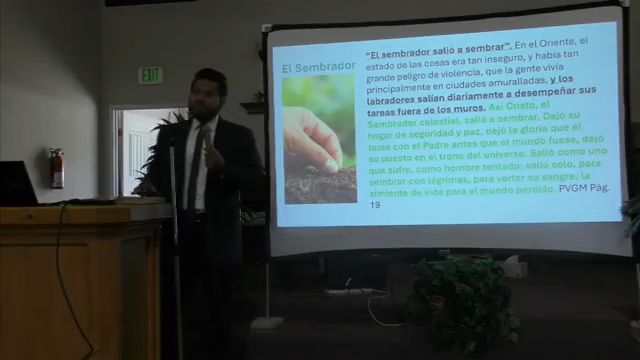 EXIT
El Sembrador
"El sembrador salió a sembrar". En el Oriente, el
estado de las cosas era tan inseguro, y había tan
grande peligro de violencia, que la gente vivía
principalmente en ciudades amuralladas, y los
labradores salían diariamente a desempeñar sus
tareas fuera de los muros. Así Cristo, el
Sembrador celestial, salió a sembrar. Dejó su
hogar de seguridad y paz, dejó la gloria que él
tenía con el Padre antes que el mundo fuese, dejó
su puesto en el trono del universo. Salió como uno
que sufre, como hombre tentado; salió solo, para
sembrar con lágrimas, para verter su sangre, la
simiente de vida para el mundo perdido. PVGM Pág.
19